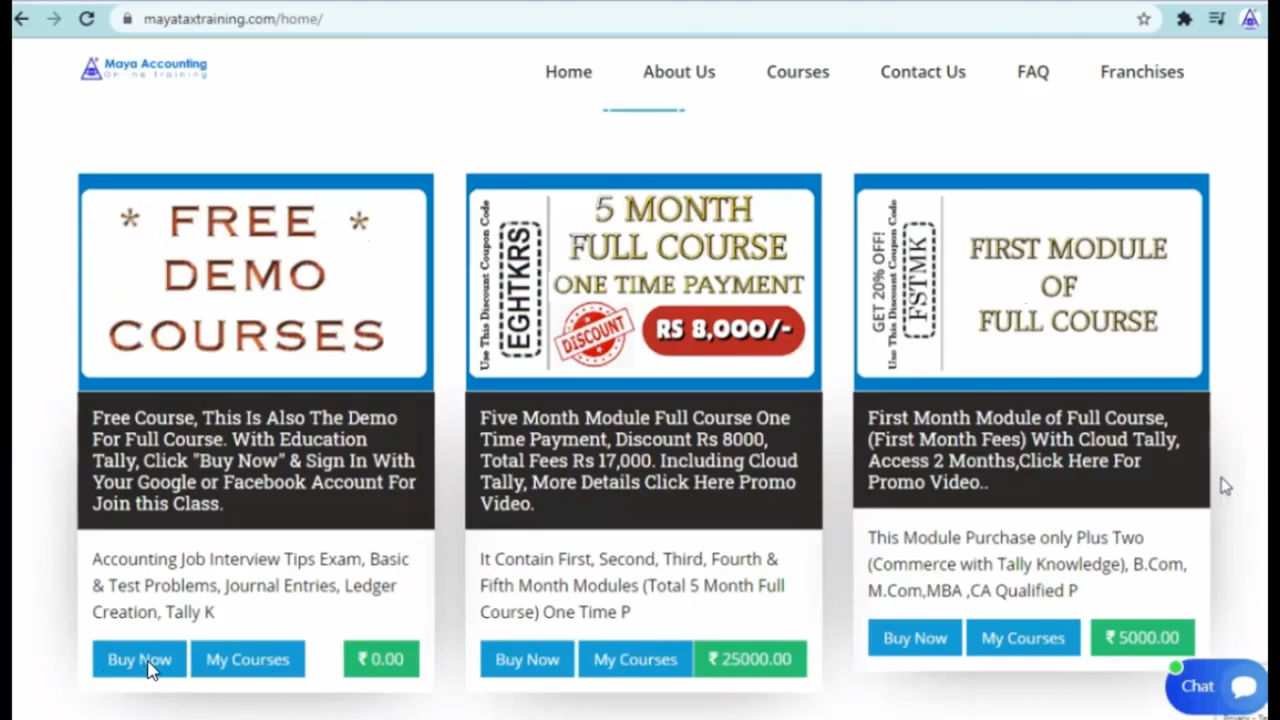 mayataxtraining.com/home/
Maya Accounting
Online Training
Home
About Us
Courses
Contact Us
FAQ
Franchises
* FREE *
DEMO
COURSES
Free Course, This Is Also The Demo
For Full Course. With Education
Tally, Click "Buy Now" & Sign In With
Your Google or Facebook Account For
Join this Class.
Accounting Job Interview Tips Exam, Basic
& Test Problems, Journal Entries, Ledger
Creation, Tally K
Buy Now
My Courses
₹ 0.00
Use This Discount Coupon Code
EGHTKRS
5 MONTH
FULL COURSE
ONE TIME PAYMENT
DISCOUNT
RS 8,000/-
Five Month Module Full Course One
Time Payment, Discount Rs 8000,
Total Fees Rs 17,000. Including Cloud
Tally, More Details Click Here Promo
Video.
It Contain First, Second, Third, Fourth &
Fifth Month Modules (Total 5 Month Full
Course) One Time P
Buy Now
My Courses
₹ 25000.00
GET 20% OFF!
Use This Discount Coupon Code
FSTMK
FIRST MODULE
OF
FULL COURSE
First Month Module of Full Course,
(First Month Fees) With Cloud Tally,
Access 2 Months,Click Here For
Promo Video..
This Module Purchase only Plus Two
(Commerce with Tally Knowledge), B.Com,
M.Com,MBA ,CA Qualified P
Buy Now
My Courses
₹ 5000.00
Chat